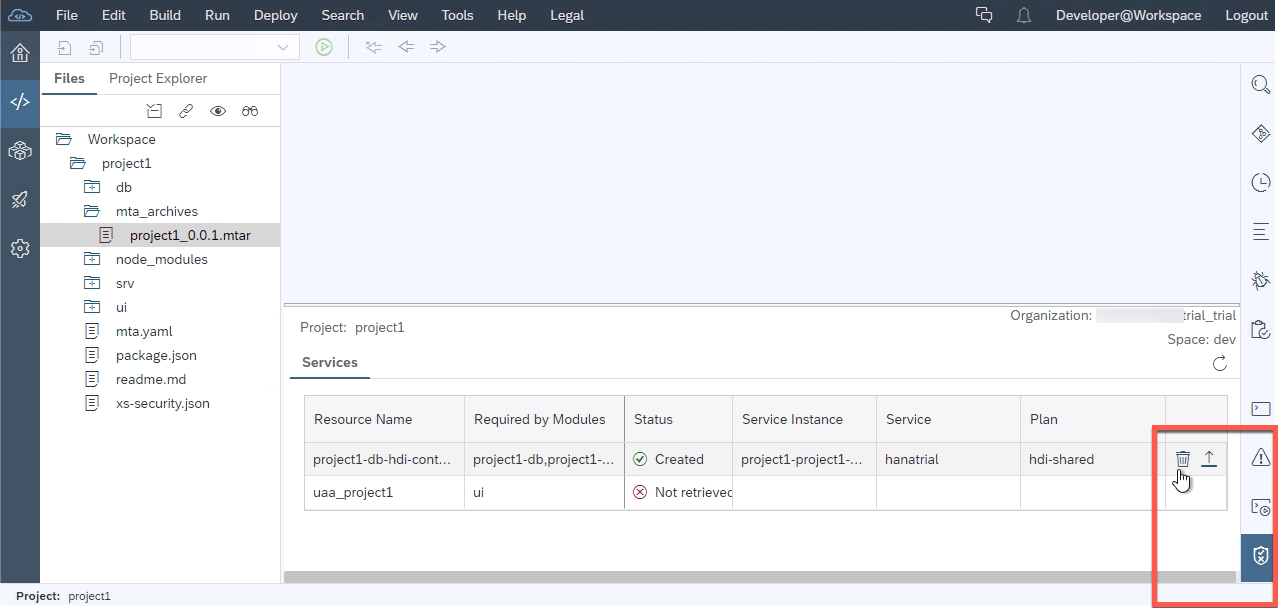 File Edit Build Run Deploy Search View Tools Help Legal Developer@Workspace Logout
Files Project Explorer
Workspace
project1
db
mta_archives
project1_0.0.1.mtar
node_modules
srv
ui
mta.yaml
package.json
readme.md
xs-security.json
Organization: trial_trial
Project: project1
Space: dev
Services
Resource Name Required by Modules Status Service Instance Service Plan
project1-db-hdi-cont... project1-db,project1-... Created project1-project1-... hanatrial hdi-shared
uaa_project1 ui Not retrieved
Project: project1